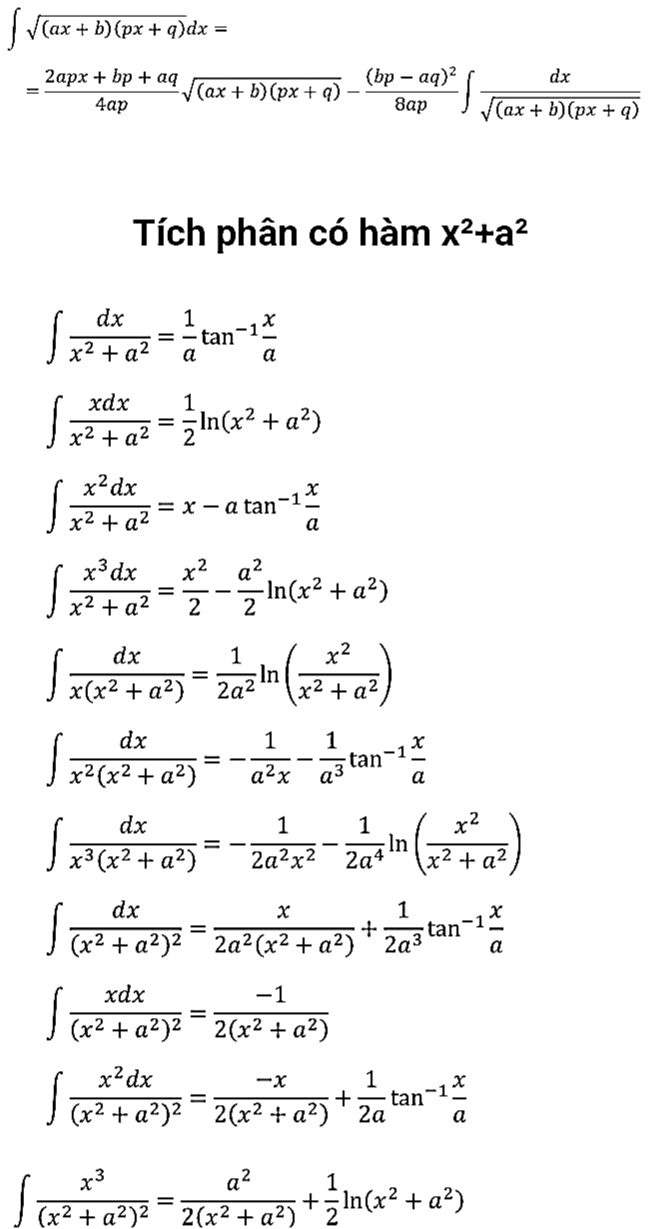 ∫ √((ax + b)(px + q)) dx =
= (2apx + bp + aq)/(4ap) √((ax + b)(px + q)) − (bp − aq)²/(8ap) ∫ dx/√((ax + b)(px + q))
Tích phân có hàm x²+a²
∫ dx/(x² + a²) = 1/a tan⁻¹ x/a
∫ xdx/(x² + a²) = 1/2 ln(x² + a²)
∫ x²dx/(x² + a²) = x − a tan⁻¹ x/a
∫ x³dx/(x² + a²) = x²/2 − a²/2 ln(x² + a²)
∫ dx/(x(x² + a²)) = 1/(2a²) ln(x²/(x² + a²))
∫ dx/(x²(x² + a²)) = −1/(a²x) − 1/a³ tan⁻¹ x/a
∫ dx/(x³(x² + a²)) = −1/(2a²x²) − 1/(2a⁴) ln(x²/(x² + a²))
∫ dx/(x² + a²)² = x/(2a²(x² + a²)) + 1/(2a³) tan⁻¹ x/a
∫ xdx/(x² + a²)² = −1/(2(x² + a²))
∫ x²dx/(x² + a²)² = −x/(2(x² + a²)) + 1/(2a) tan⁻¹ x/a
∫ x³/(x² + a²)² = a²/(2(x² + a²)) + 1/2 ln(x² + a²)